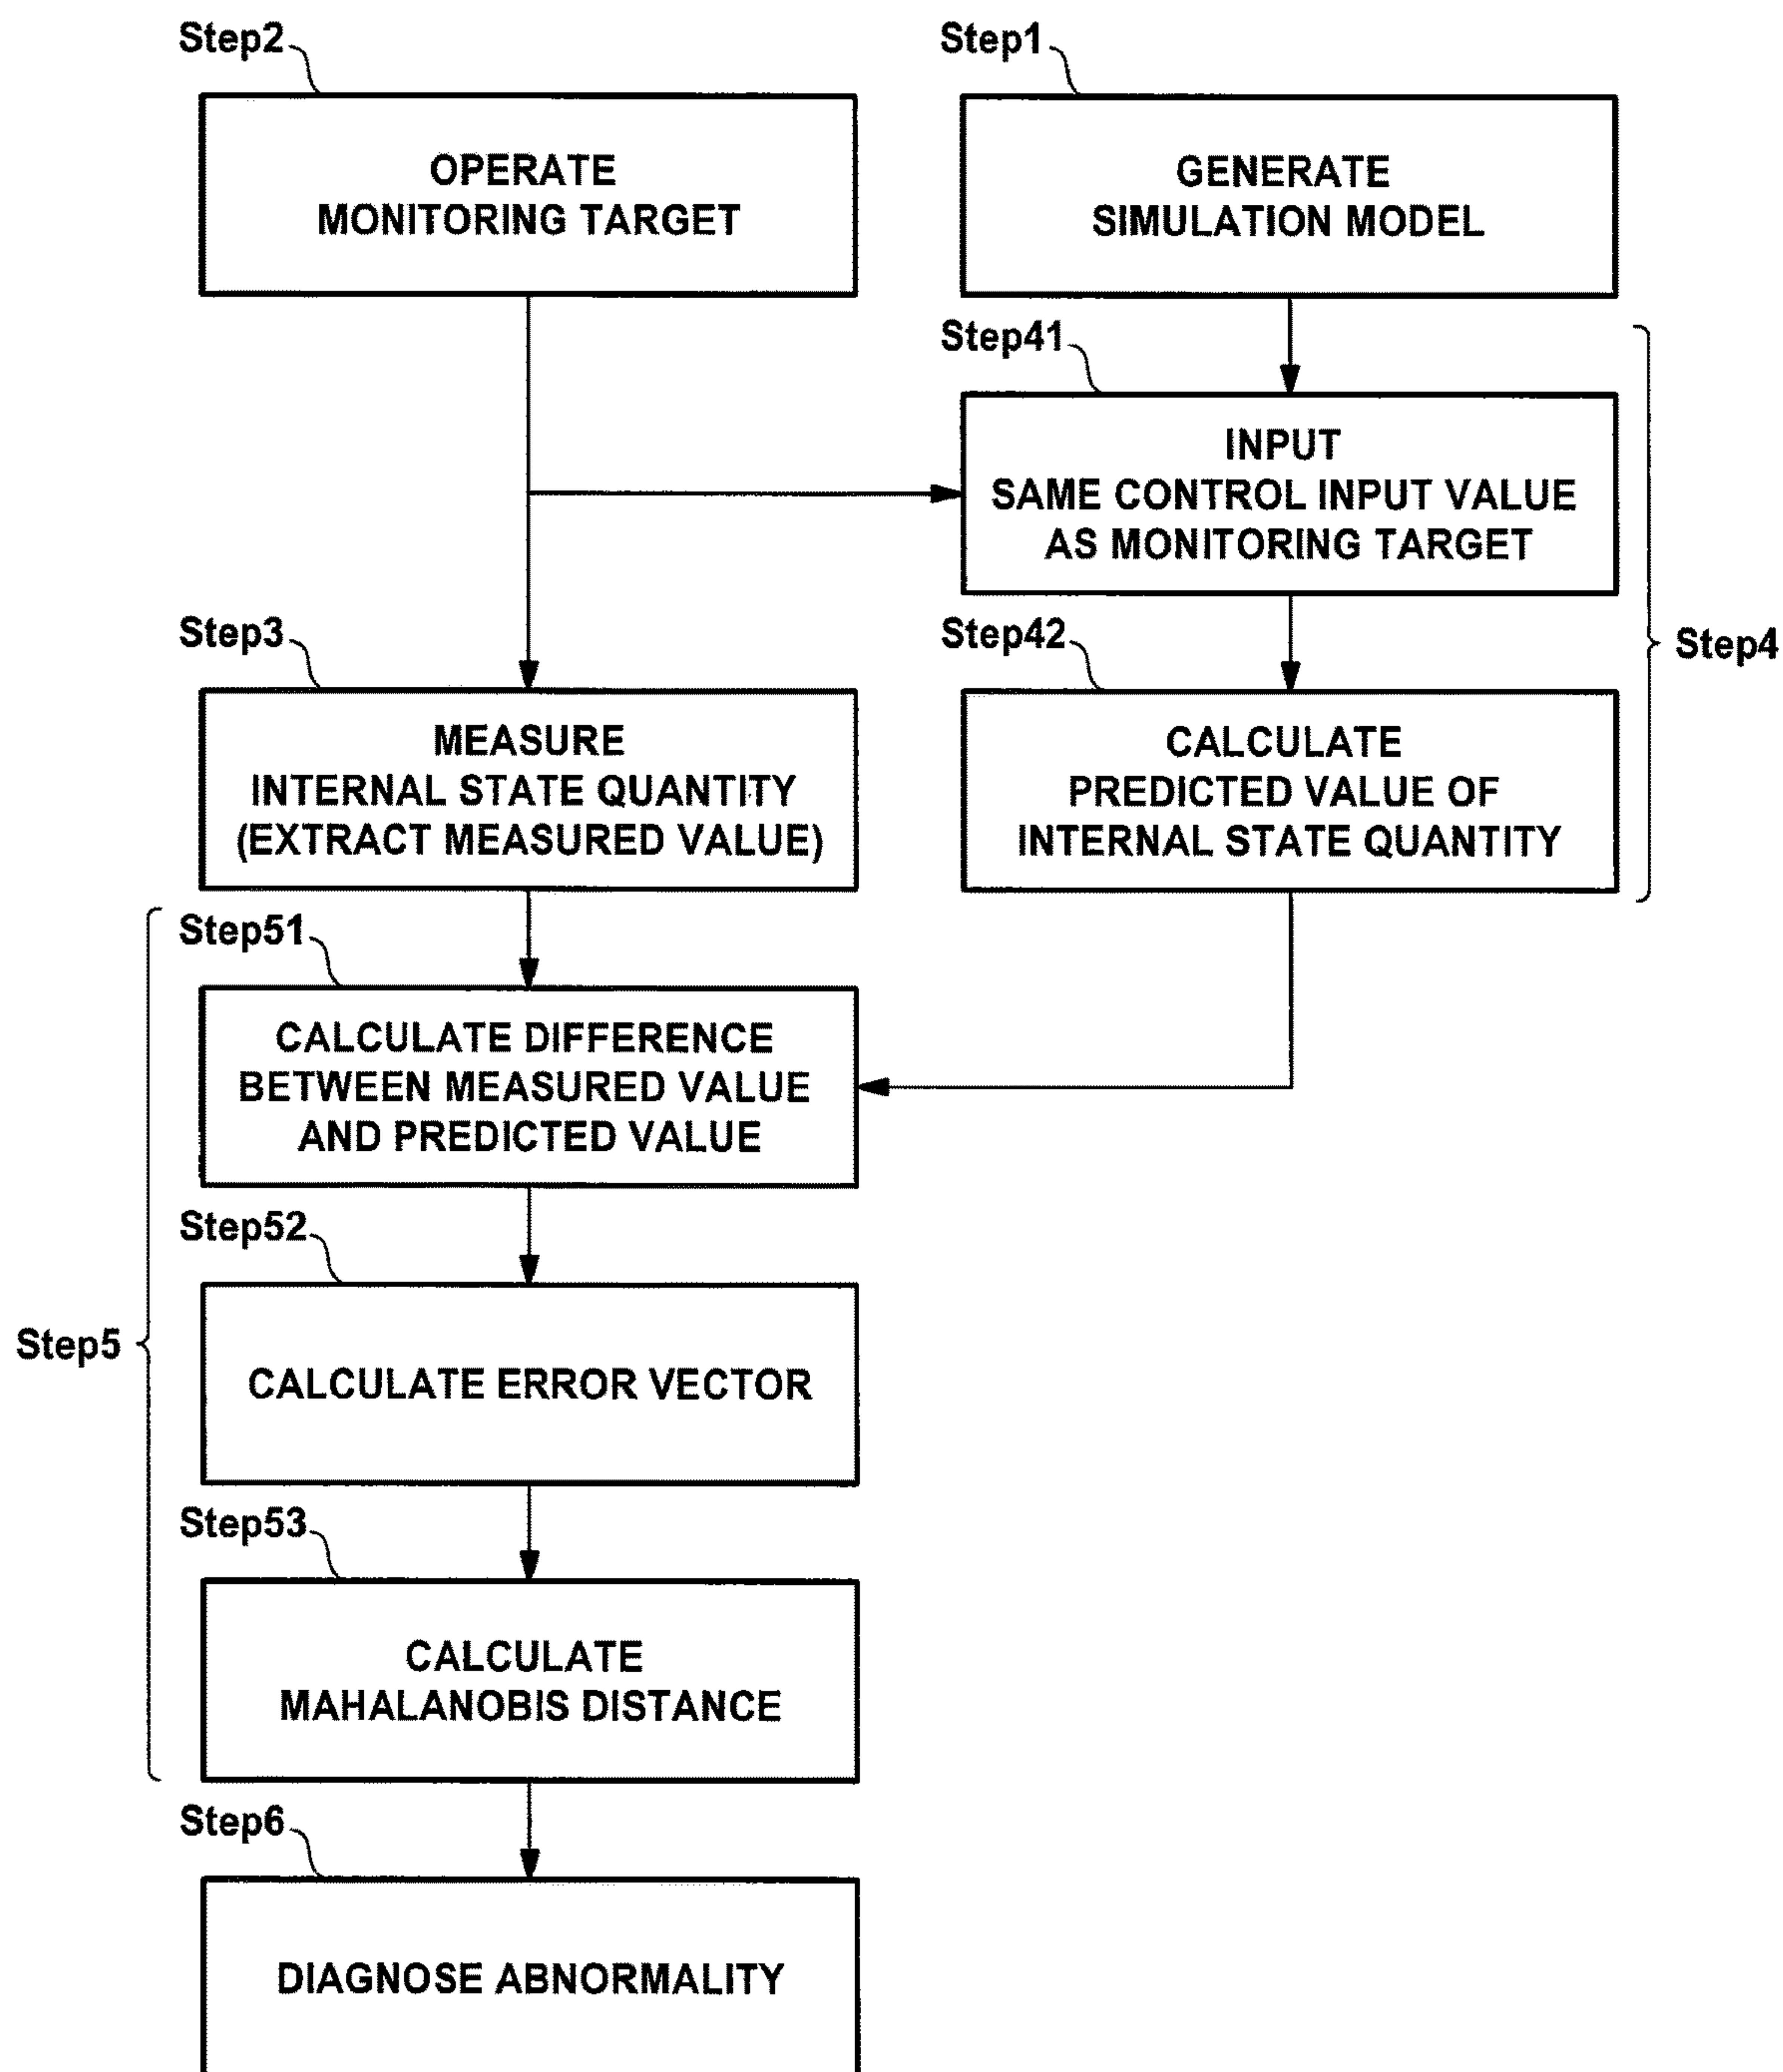 Step2
OPERATE
MONITORING TARGET
Step1
GENERATE
SIMULATION MODEL
Step41
INPUT
SAME CONTROL INPUT VALUE
AS MONITORING TARGET
Step3
MEASURE
INTERNAL STATE QUANTITY
(EXTRACT MEASURED VALUE)
Step42
CALCULATE
PREDICTED VALUE OF
INTERNAL STATE QUANTITY
Step4
Step51
CALCULATE DIFFERENCE
BETWEEN MEASURED VALUE
AND PREDICTED VALUE
Step52
CALCULATE ERROR VECTOR
Step5
Step53
CALCULATE
MAHALANOBIS DISTANCE
Step6
DIAGNOSE ABNORMALITY